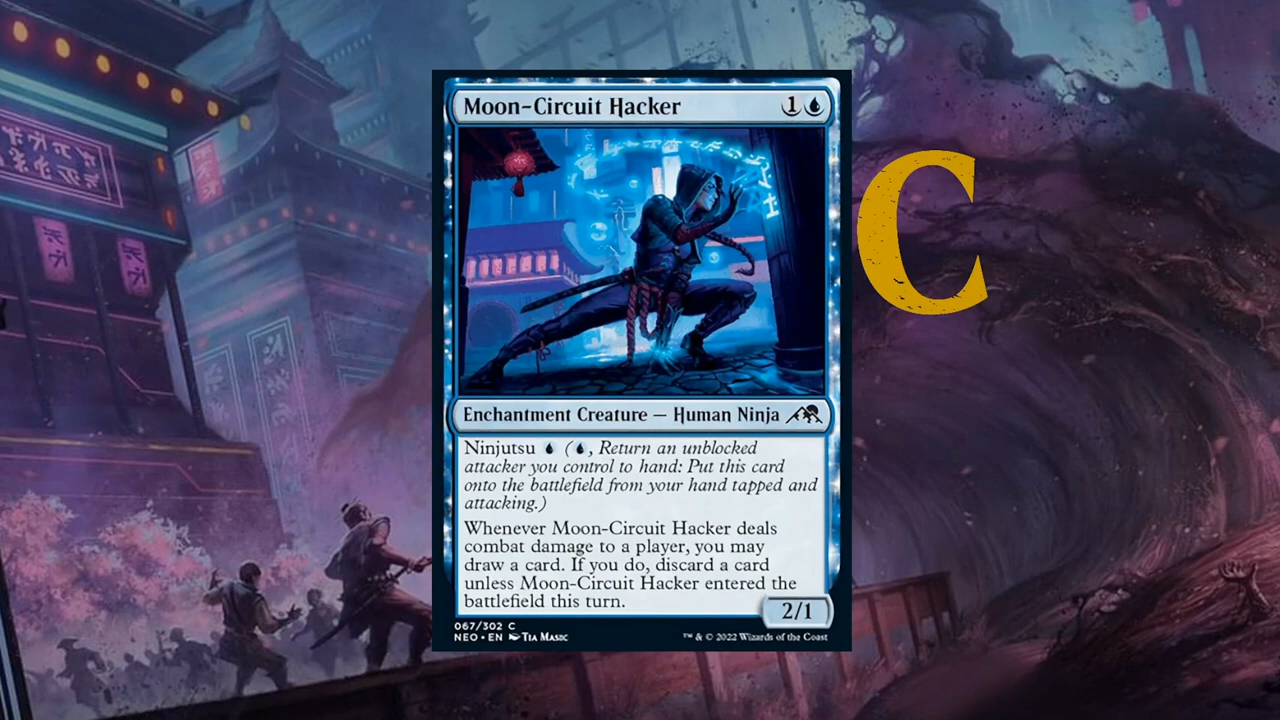 Moon-Circuit Hacker 1
C
Enchantment Creature — Human Ninja
Ninjutsu (, Return an unblocked
attacker you control to hand: Put this card
onto the battlefield from your hand tapped and
attacking.)
Whenever Moon-Circuit Hacker deals
combat damage to a player, you may
draw a card. If you do, discard a card
unless Moon-Circuit Hacker entered the
battlefield this turn.
2/1
067/302 C
NEO • EN Tia Masic
™ & © 2022 Wizards of the Coast